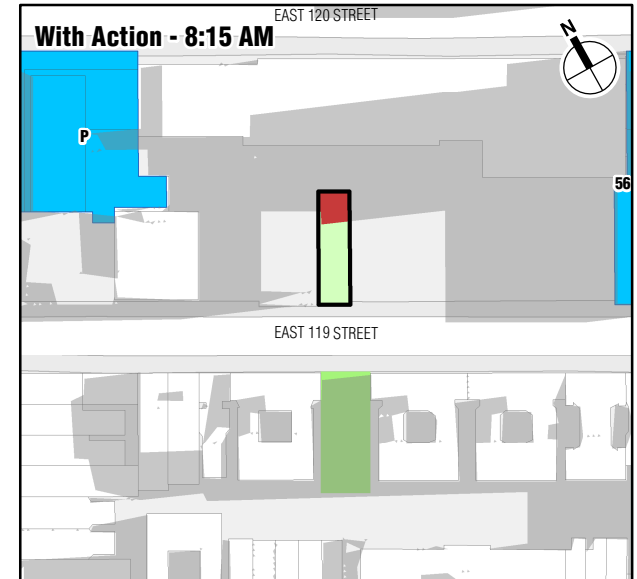 EAST 120 STREET
With Action - 8:15 AM
N
P
56
EAST 119 STREET